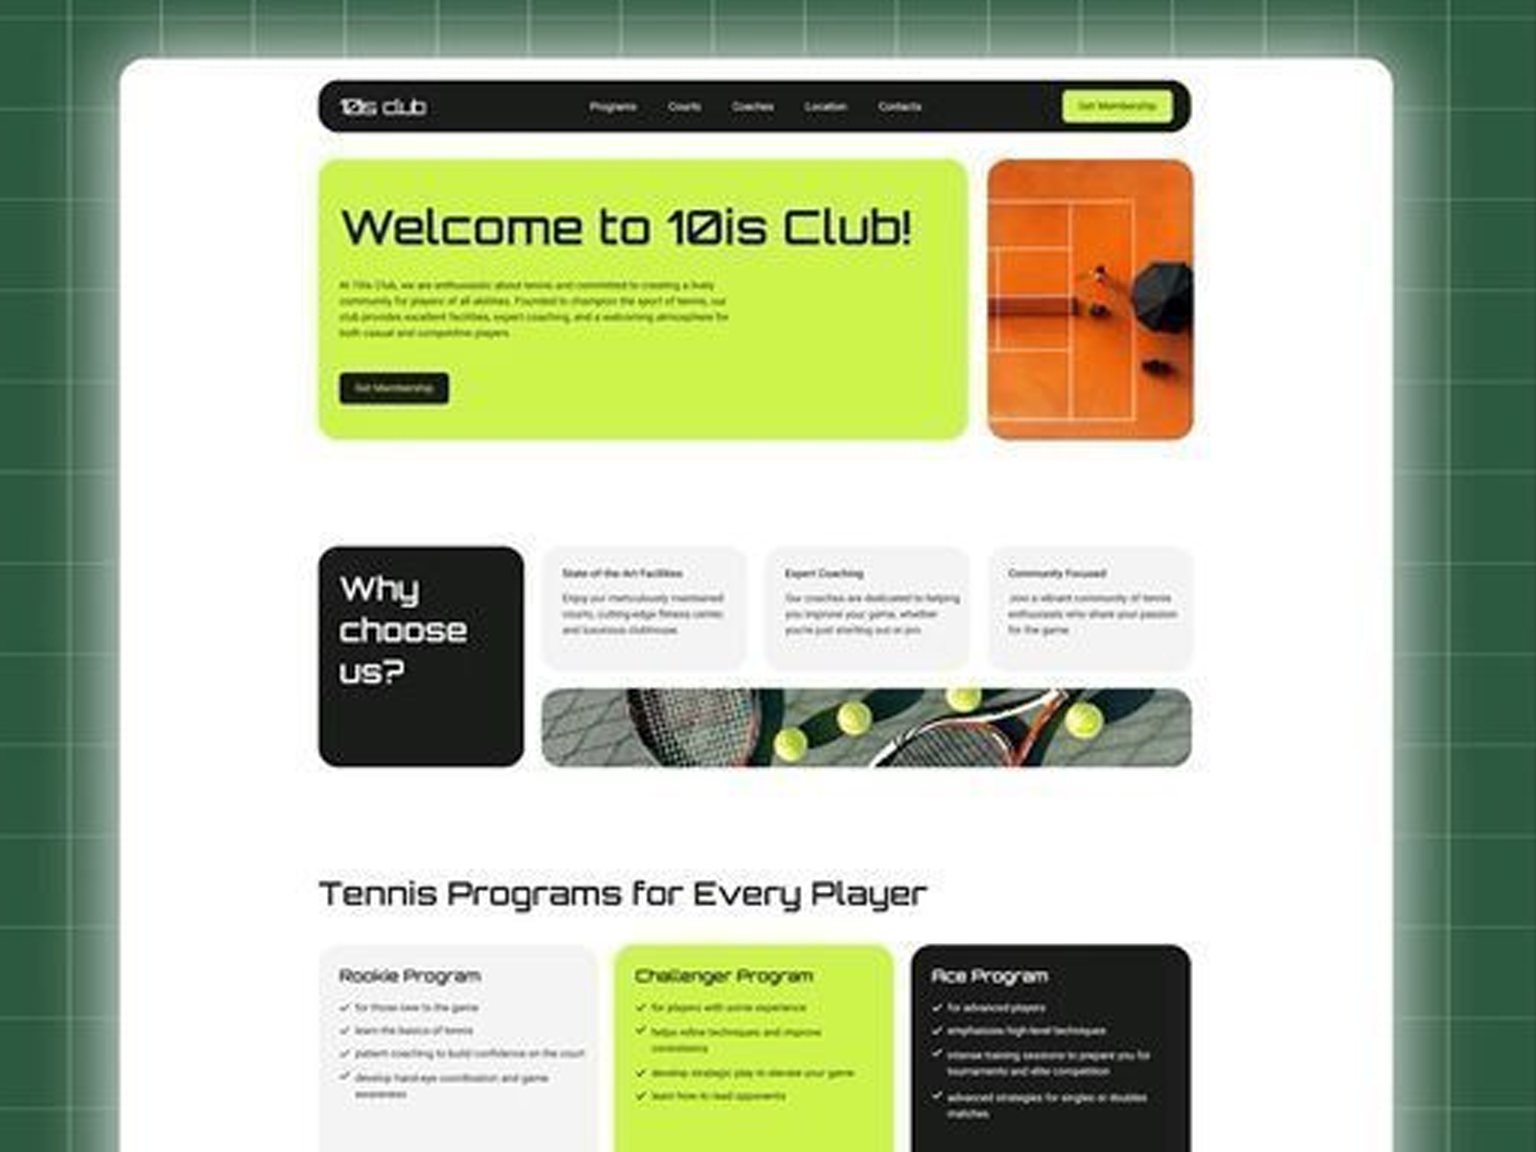 10is club
Programs
Courts
Coaches
Location
Contacts
Get Membership
Welcome to 10is Club!
At 10is Club, we are enthusiastic about tennis and committed to creating a lively
community for players of all abilities. Founded to champion the sport of tennis, our
club provides excellent facilities, expert coaching, and a welcoming atmosphere for
both casual and competitive players.
Get Membership
Why
choose
us?
State of the Art Facilities
Enjoy our meticulously maintained
courts, cutting-edge fitness center,
and luxurious clubhouse.
Expert Coaching
Our coaches are dedicated to helping
you improve your game, whether
you're just starting out or pro.
Community Focused
Join a vibrant community of tennis
enthusiasts who share your passion
for the game.
Tennis Programs for Every Player
Rookie Program
for those new to the game
learn the basics of tennis
patient coaching to build confidence on the court
develop hand-eye coordination and game
awareness
Challenger Program
for players with some experience
helps refine techniques and improve
consistency
develop strategic play to elevate your game
learn how to read opponents
Ace Program
for advanced players
emphasizes high-level techniques
intense training sessions to prepare you for
tournaments and elite competition
advanced strategies for singles or doubles
matches